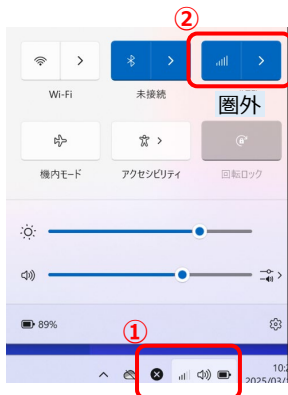 ②
Wi-Fi
未接続
圏外
機内モード
アクセシビリティ
回転ロック
89%
①
10:2
2025/03/